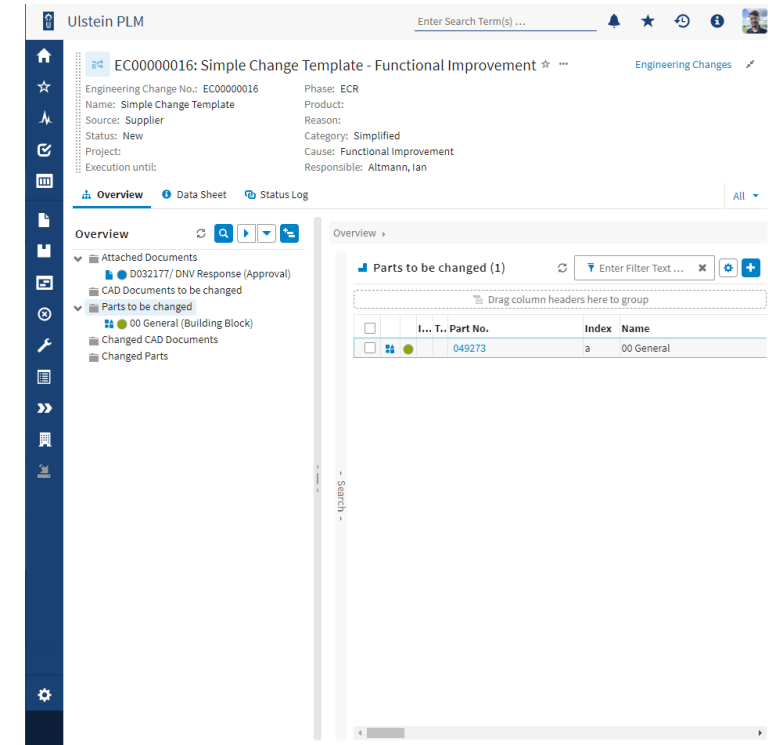 Ulstein PLM
Enter Search Term(s) ...
EC00000016: Simple Change Template - Functional Improvement
Engineering Changes
Engineering Change No.: EC00000016
Phase: ECR
Name: Simple Change Template
Product:
Source: Supplier
Reason:
Status: New
Category: Simplified
Project:
Cause: Functional Improvement
Execution until:
Responsible: Altmann, Ian
Overview
Data Sheet
Status Log
All
Overview
Attached Documents
D032177/ DNV Response (Approval)
CAD Documents to be changed
Parts to be changed
00 General (Building Block)
Changed CAD Documents
Changed Parts
Search
Overview ›
Parts to be changed (1)
Enter Filter Text ...
Drag column headers here to group
I... T.. Part No. Index Name
049273 a 00 General